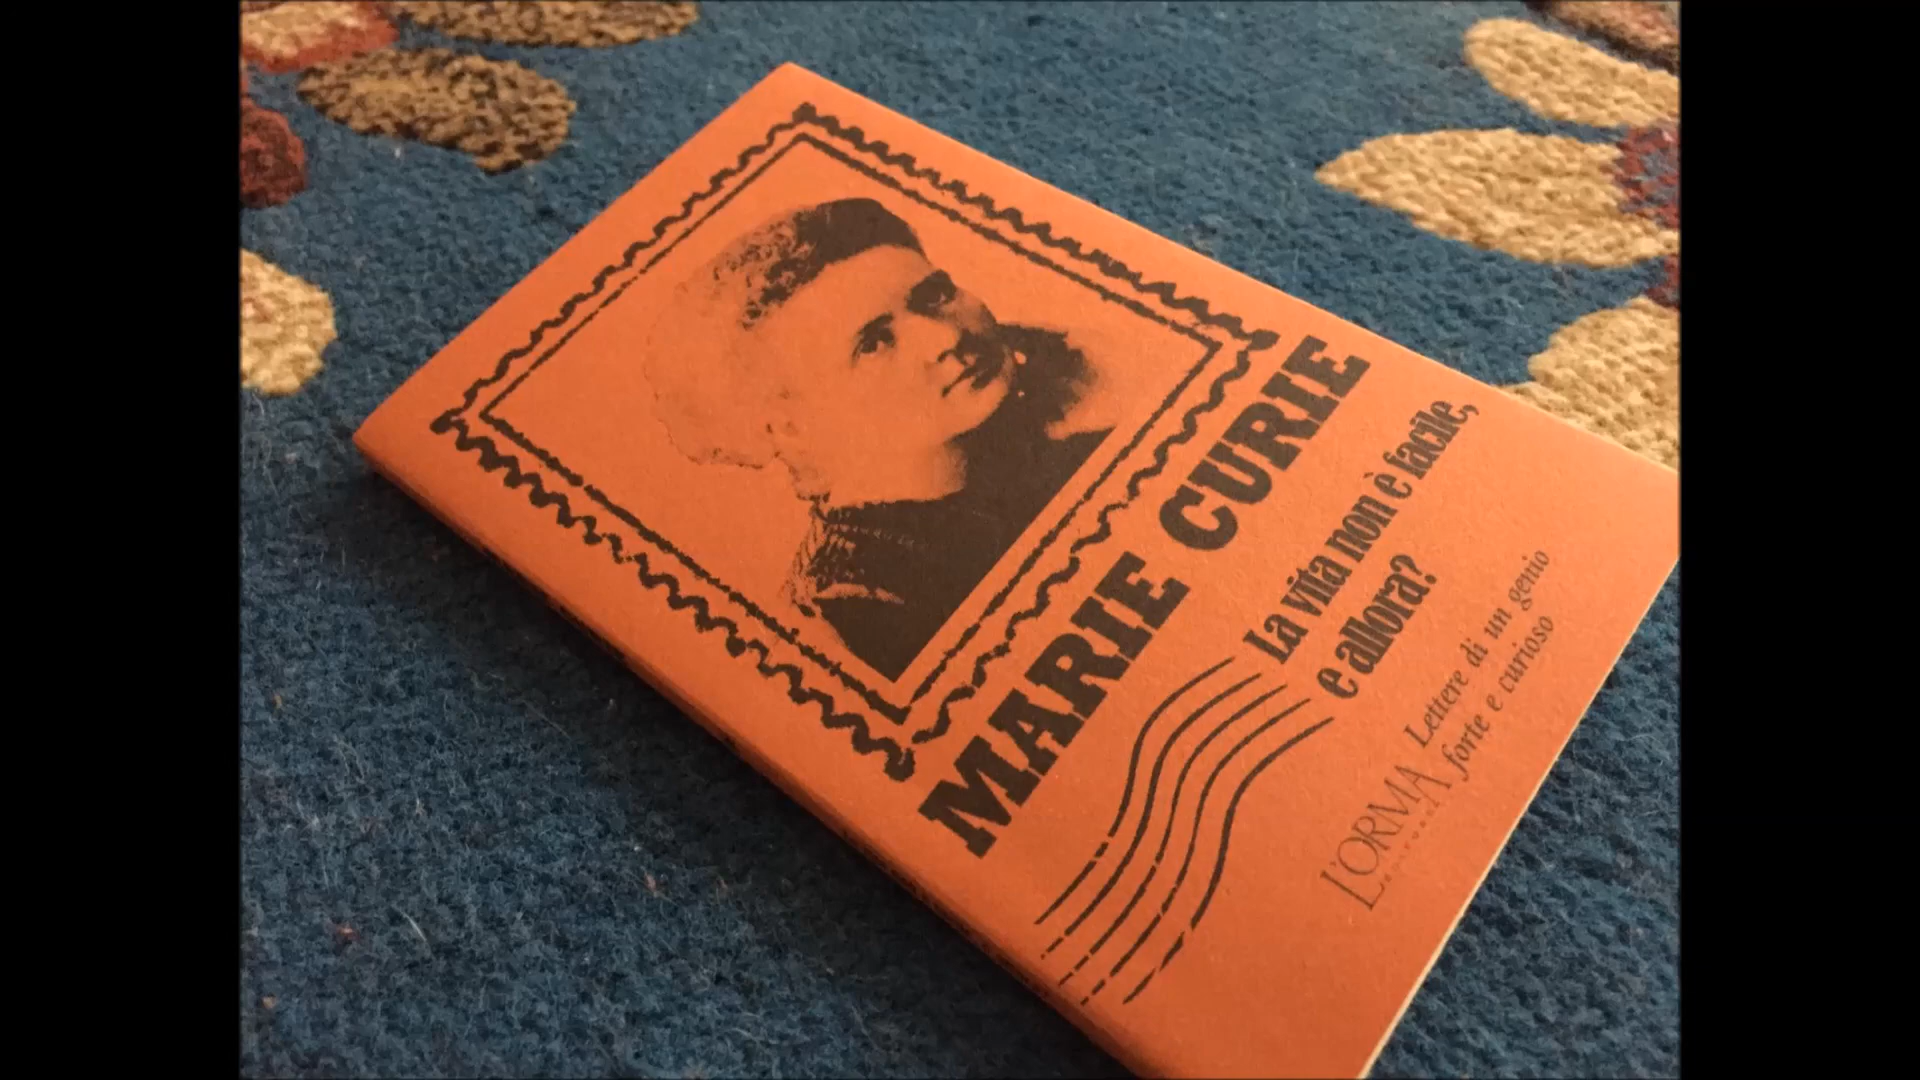 MARIE CURIE
La vita non è facile,
e allora?
Lettere di un genio
forte e curioso
L'ORMA